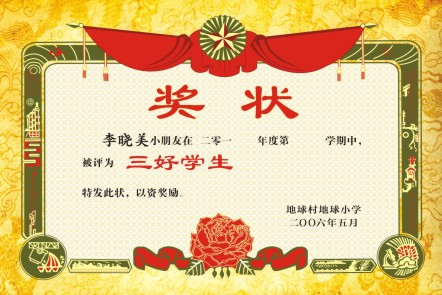 奖状
李晓美小朋友在 二零一 年度第 学期中，
被评为 三好学生
特发此状，以资奖励。
地球村地球小学
二〇〇六年五月